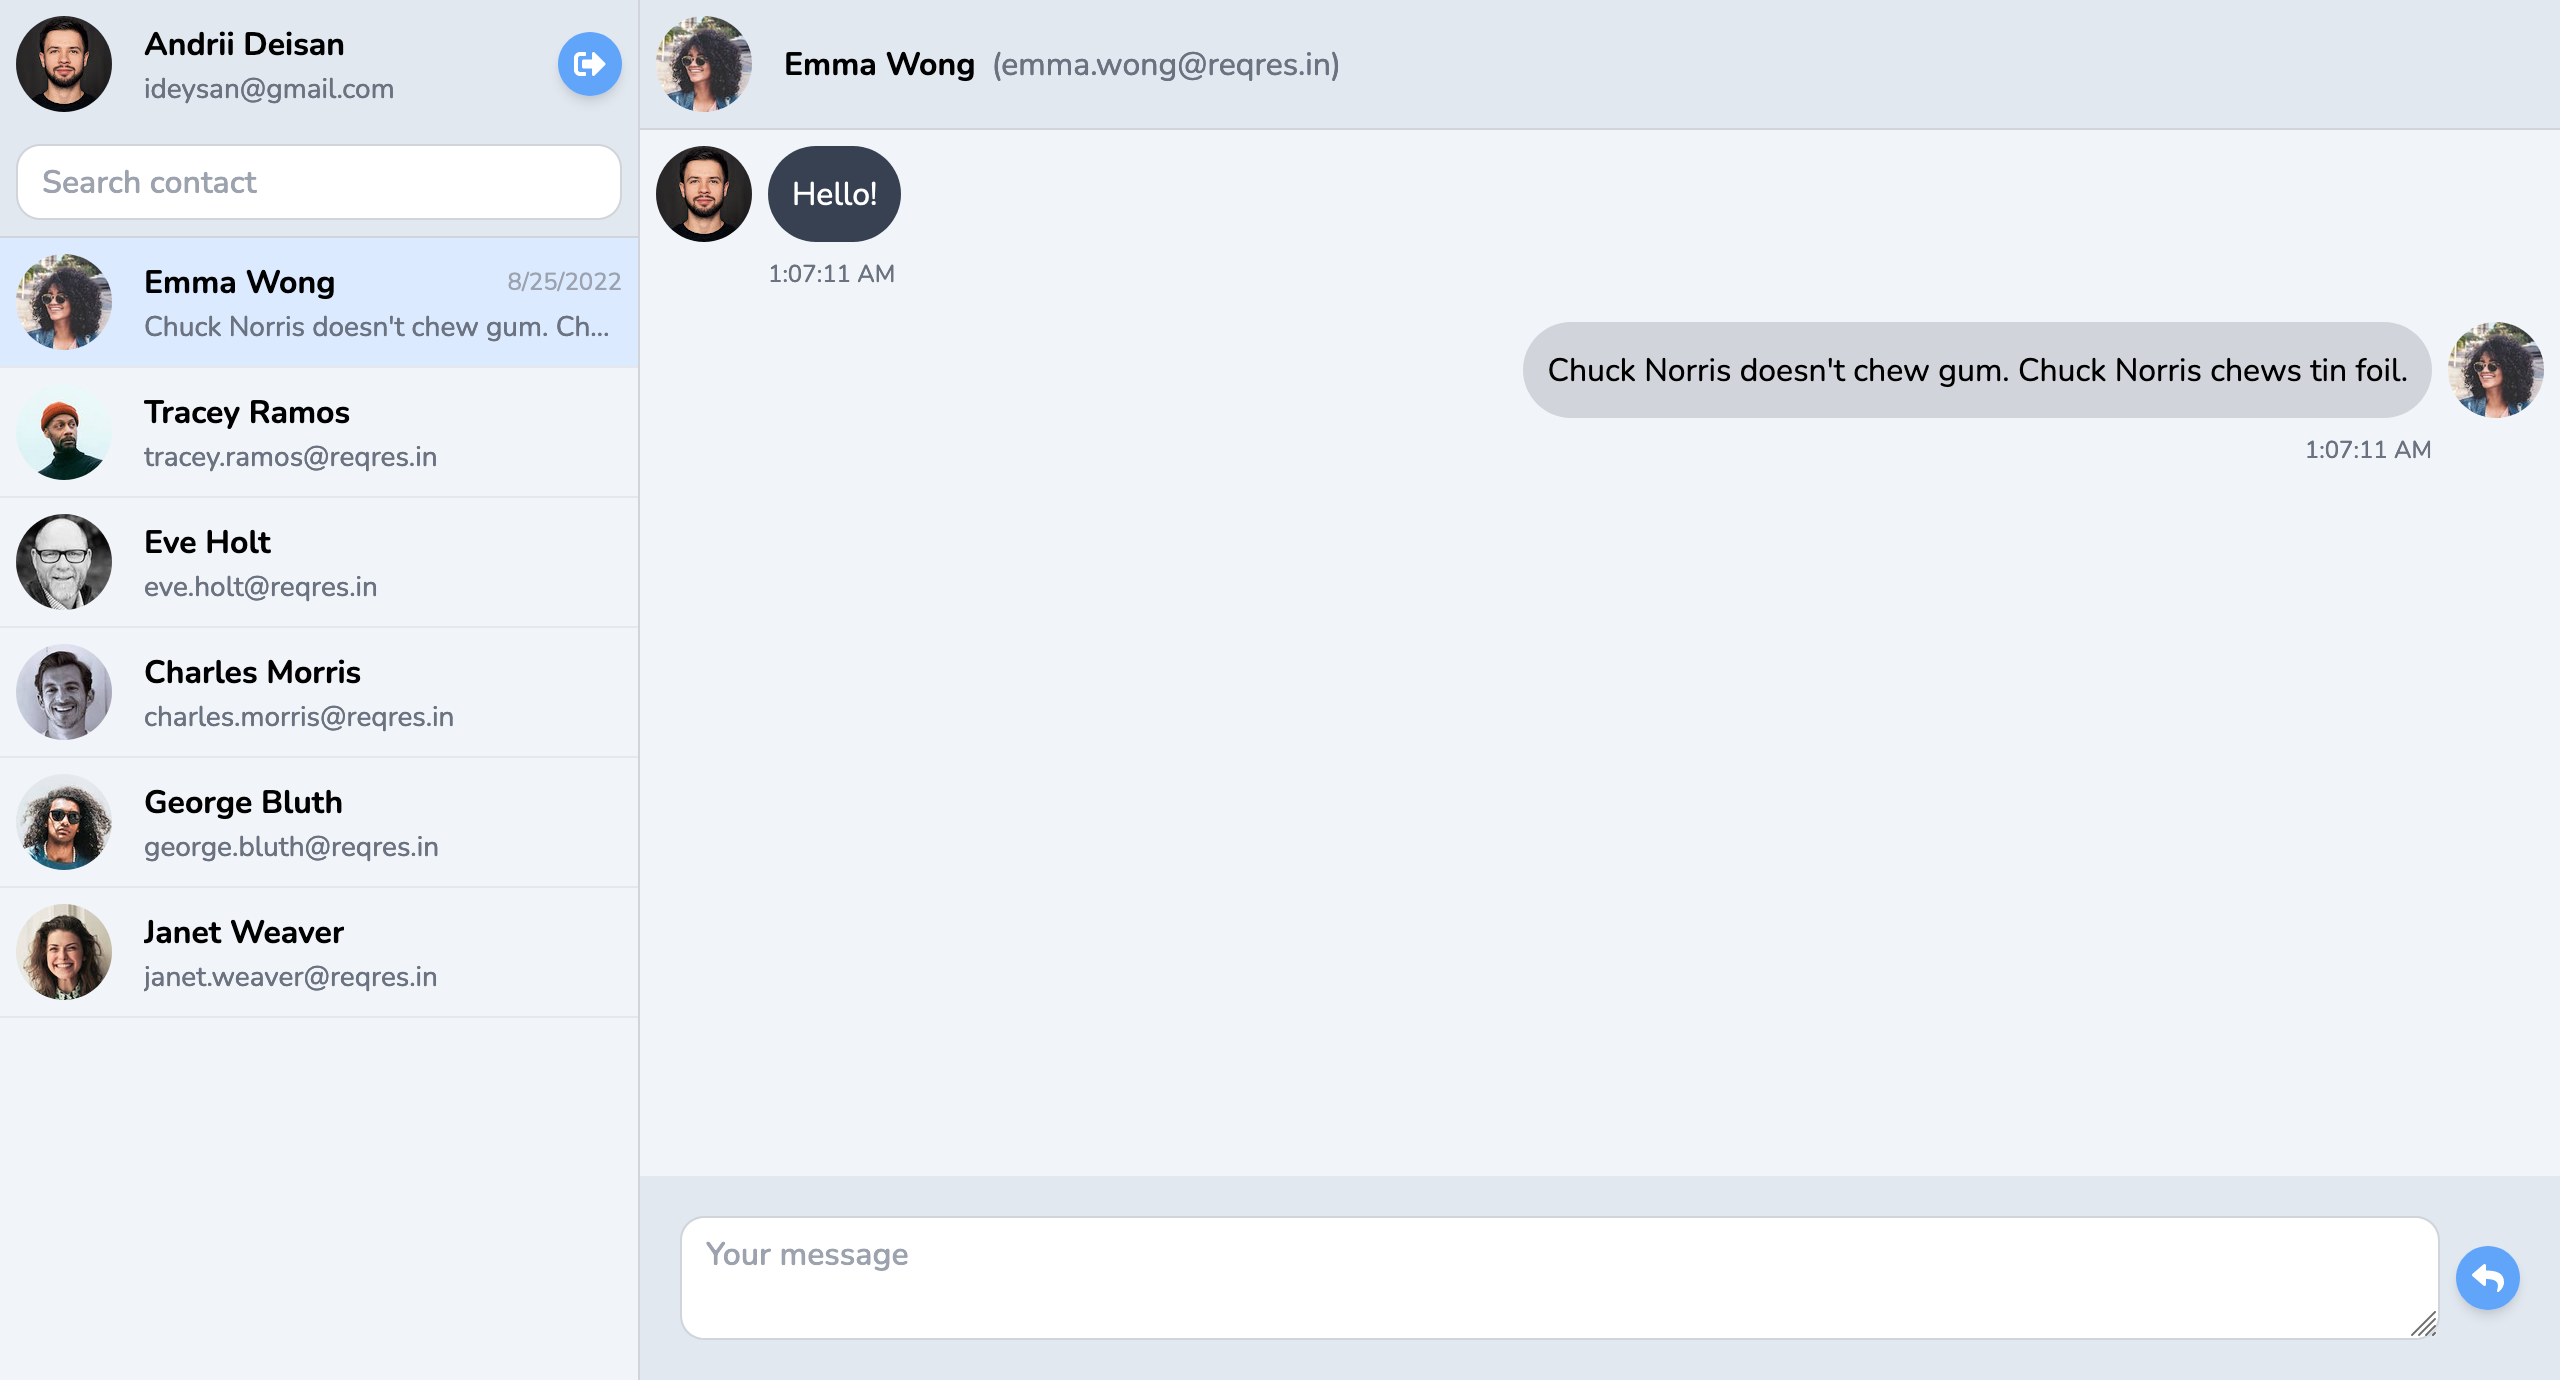 Andrii Deisan
ideysan@gmail.com
Search contact
Emma Wong 8/25/2022
Chuck Norris doesn't chew gum. Ch...
Tracey Ramos
tracey.ramos@reqres.in
Eve Holt
eve.holt@reqres.in
Charles Morris
charles.morris@reqres.in
George Bluth
george.bluth@reqres.in
Janet Weaver
janet.weaver@reqres.in
Emma Wong (emma.wong@reqres.in)
Hello!
1:07:11 AM
Chuck Norris doesn't chew gum. Chuck Norris chews tin foil.
1:07:11 AM
Your message